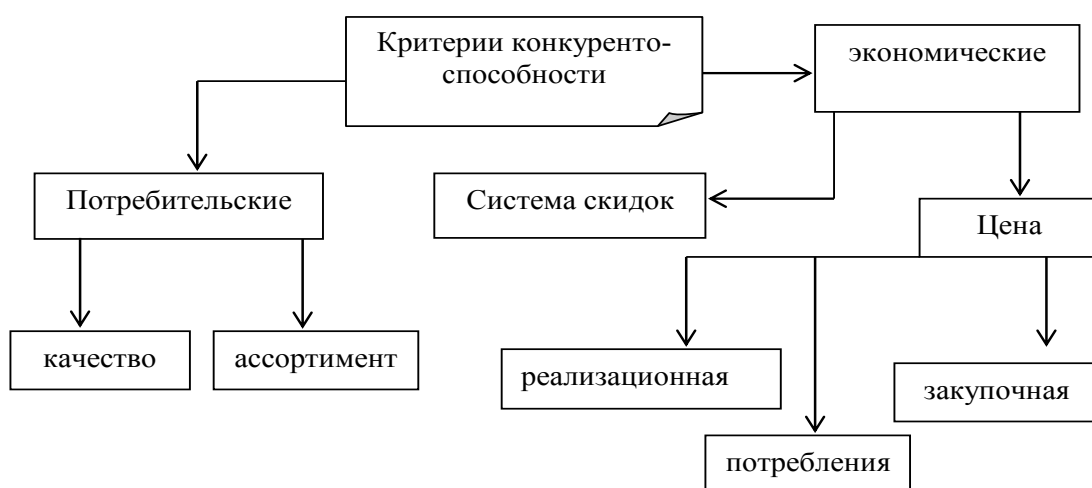 Критерии конкуренто-
способности
экономические
Потребительские
Система скидок
Цена
качество
ассортимент
реализационная
закупочная
потребления